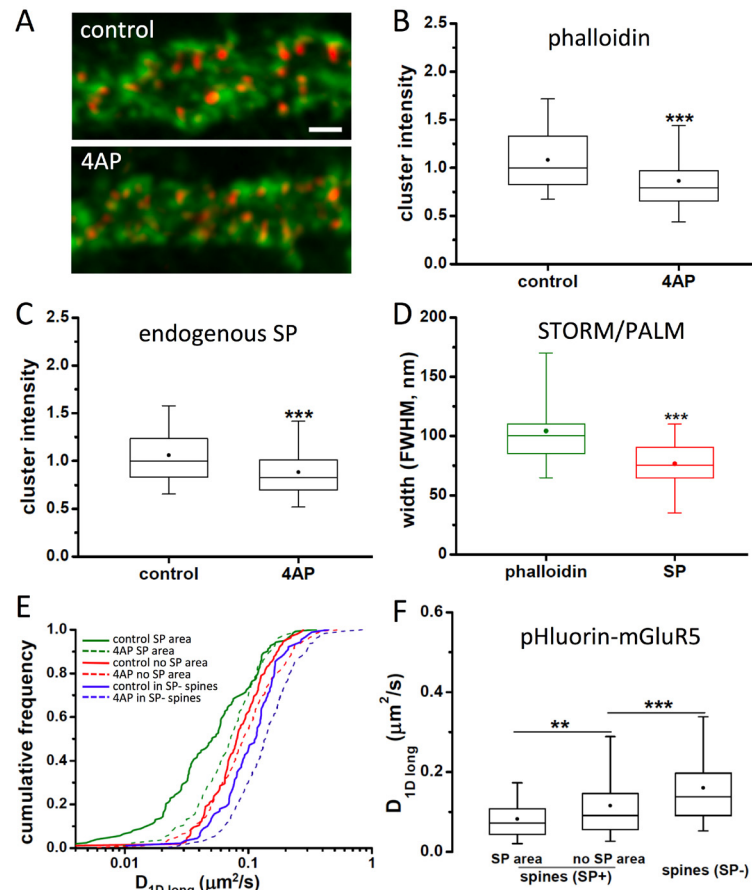 A
control
4AP
B
phalloidin
cluster intensity
2.5
2.0
1.5
1.0
0.5
0.0
***
control 4AP
C
endogenous SP
cluster intensity
2.5
2.0
1.5
1.0
0.5
0.0
***
control 4AP
D
STORM/PALM
width (FWHM, nm)
200
150
100
50
0
***
phalloidin SP
E
cumulative frequency
1.0
0.8
0.6
0.4
0.2
0.0
control SP area
4AP SP area
control no SP area
4AP no SP area
control in SP- spines
4AP in SP- spines
0.01 0.1 1
D1D long (μm²/s)
F
pHluorin-mGluR5
D1D long (μm²/s)
0.6
0.4
0.2
0.0
** ***
SP area no SP area
spines (SP+) spines (SP-)